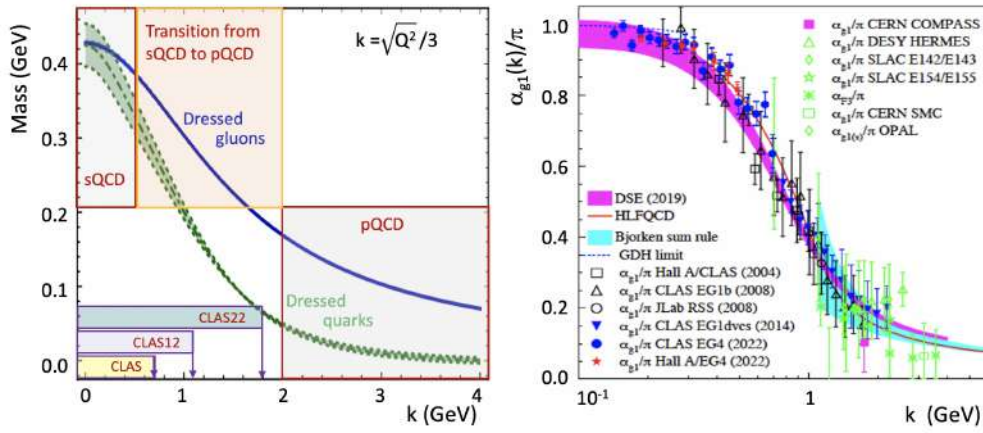 Mass (GeV)
0.4
0.3
0.2
0.1
0.0
Transition from
sQCD to pQCD
k =√Q²/3
Dressed
gluons
sQCD
pQCD
Dressed
quarks
CLAS22
CLAS12
CLAS
0
1
2
3
4
k (GeV)
α_g1(k)/π
1.0
0.8
0.6
0.4
0.2
0.0
α_g1/π CERN COMPASS
α_g1/π DESY HERMES
α_g1/π SLAC E142/E143
α_g1/π SLAC E154/E155
α_F3/π
α_g1/π CERN SMC
α_g1(τ)/π OPAL
DSE (2019)
HLFQCD
Bjorken sum rule
GDH limit
α_g1/π Hall A/CLAS (2004)
α_g1/π CLAS EG1b (2008)
α_g1/π JLab RSS (2008)
α_g1/π CLAS EG1dvcs (2014)
α_g1/π CLAS EG4 (2022)
α_g1/π Hall A/EG4 (2022)
10⁻¹
1
k (GeV)